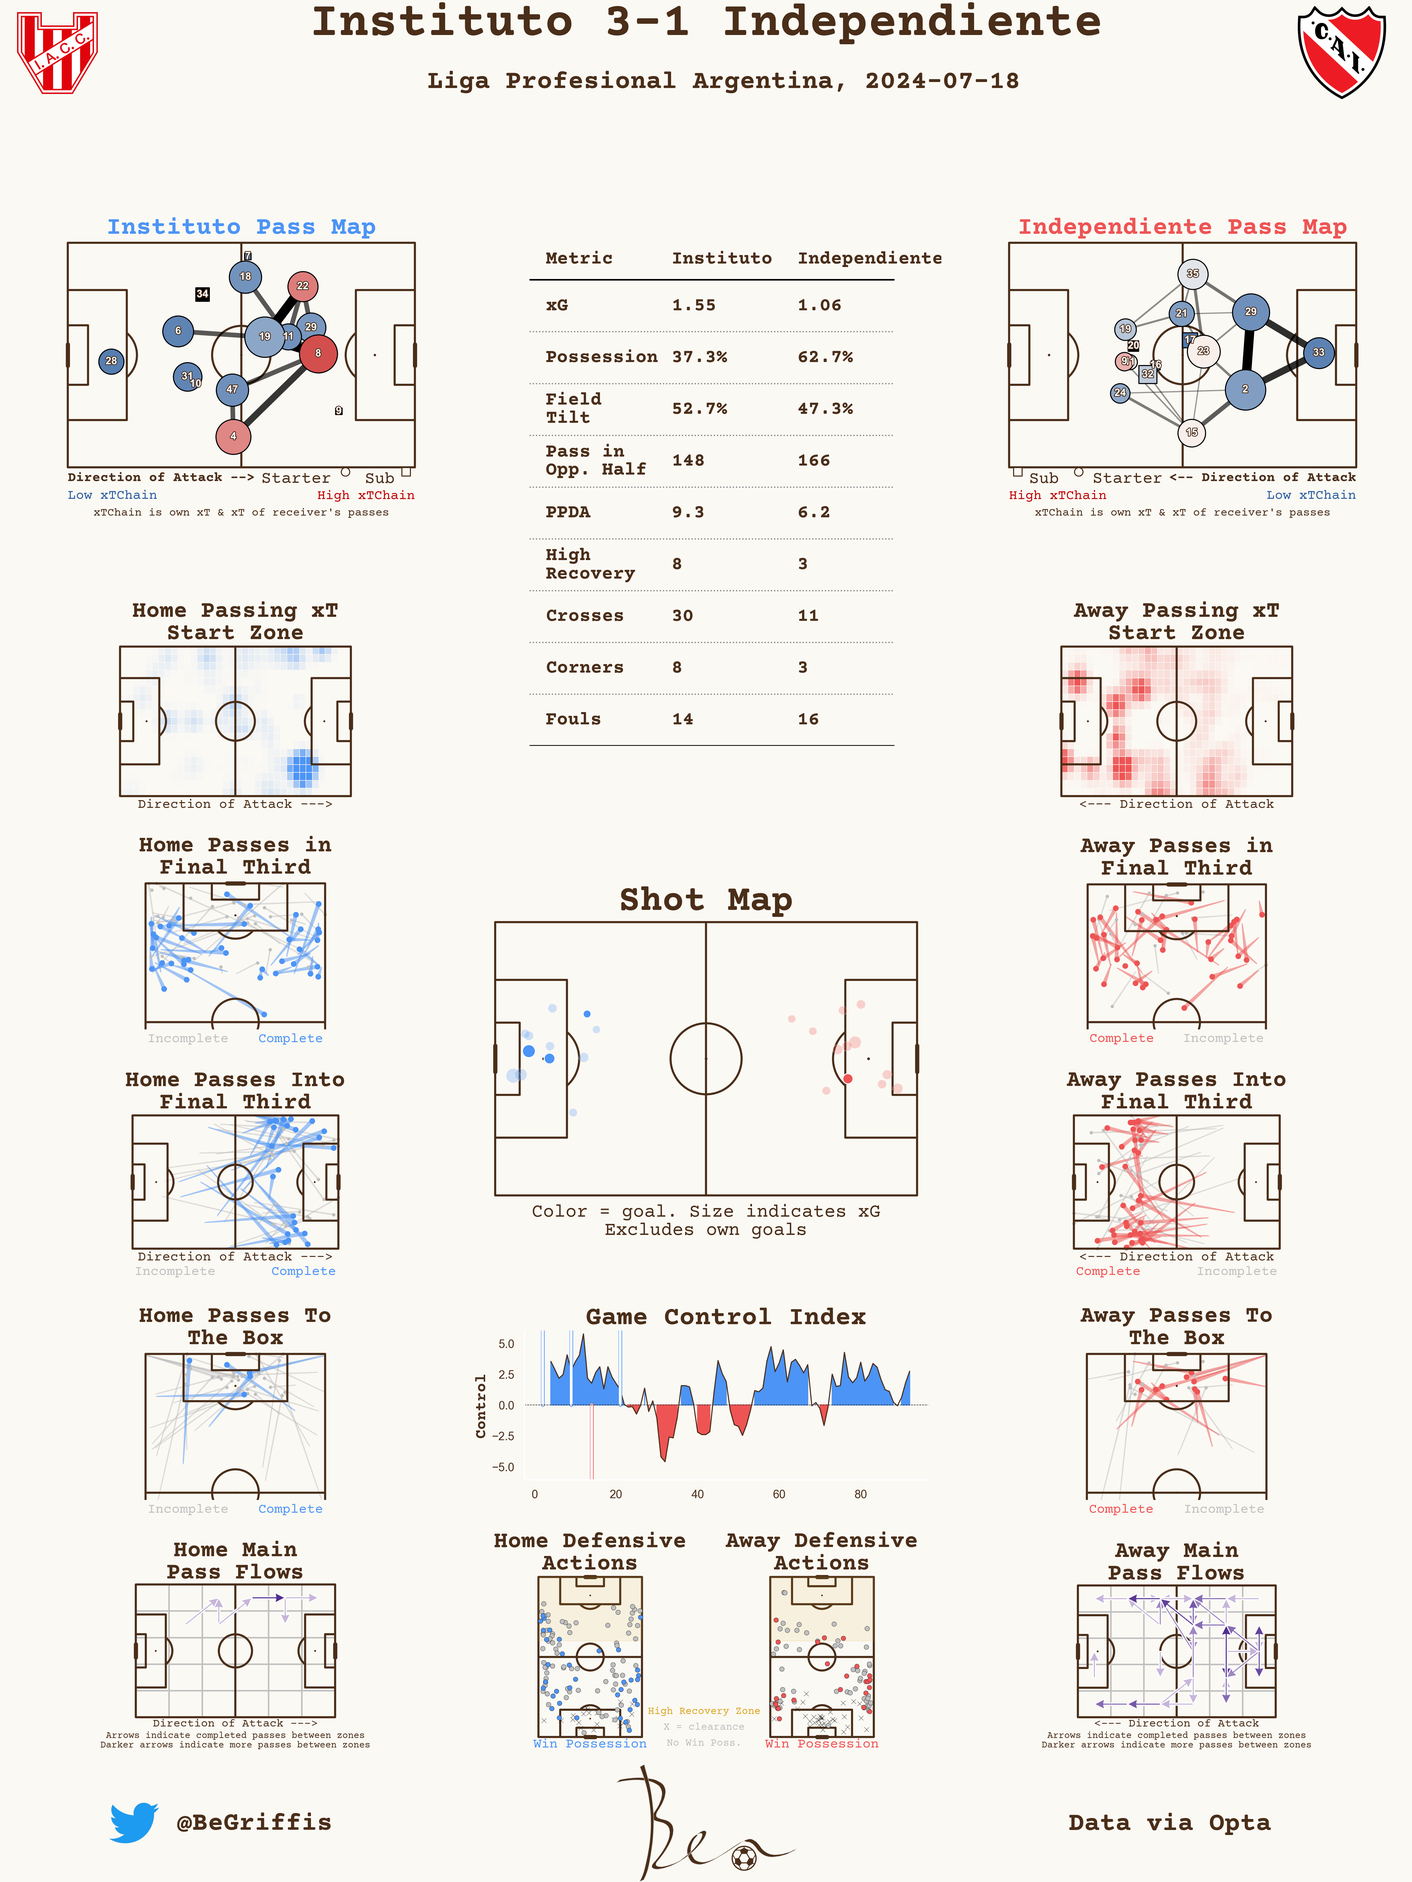 Instituto 3-1 Independiente
Liga Profesional Argentina, 2024-07-18
I.A.C.C.
C.A.I.
Instituto Pass Map
7
18
22
34
6
19
11
29
28
8
31
10
47
9
4
Direction of Attack --> Starter Sub
Low xTChain High xTChain
xTChain is own xT & xT of receiver's passes
Metric Instituto Independiente
xG 1.55 1.06
Possession 37.3% 62.7%
Field
Tilt 52.7% 47.3%
Pass in
Opp. Half 148 166
PPDA 9.3 6.2
High
Recovery 8 3
Crosses 30 11
Corners 8 3
Fouls 14 16
Independiente Pass Map
35
21
29
19
20
17
23
33
9
16
32
24
2
15
Sub Starter <-- Direction of Attack
High xTChain Low xTChain
xTChain is own xT & xT of receiver's passes
Home Passing xT
Start Zone
Direction of Attack --->
Away Passing xT
Start Zone
<--- Direction of Attack
Home Passes in
Final Third
Incomplete Complete
Shot Map
Color = goal. Size indicates xG
Excludes own goals
Away Passes in
Final Third
Complete Incomplete
Home Passes Into
Final Third
Direction of Attack --->
Incomplete Complete
Away Passes Into
Final Third
<--- Direction of Attack
Complete Incomplete
Home Passes To
The Box
Incomplete Complete
Game Control Index
Control
5.0
2.5
0.0
−2.5
−5.0
0 20 40 60 80
Away Passes To
The Box
Complete Incomplete
Home Main
Pass Flows
Direction of Attack --->
Arrows indicate completed passes between zones
Darker arrows indicate more passes between zones
Home Defensive
Actions
Win Possession
High Recovery Zone
X = clearance
No Win Poss.
Away Defensive
Actions
Win Possession
Away Main
Pass Flows
<--- Direction of Attack
Arrows indicate completed passes between zones
Darker arrows indicate more passes between zones
@BeGriffis
Ben
Data via Opta